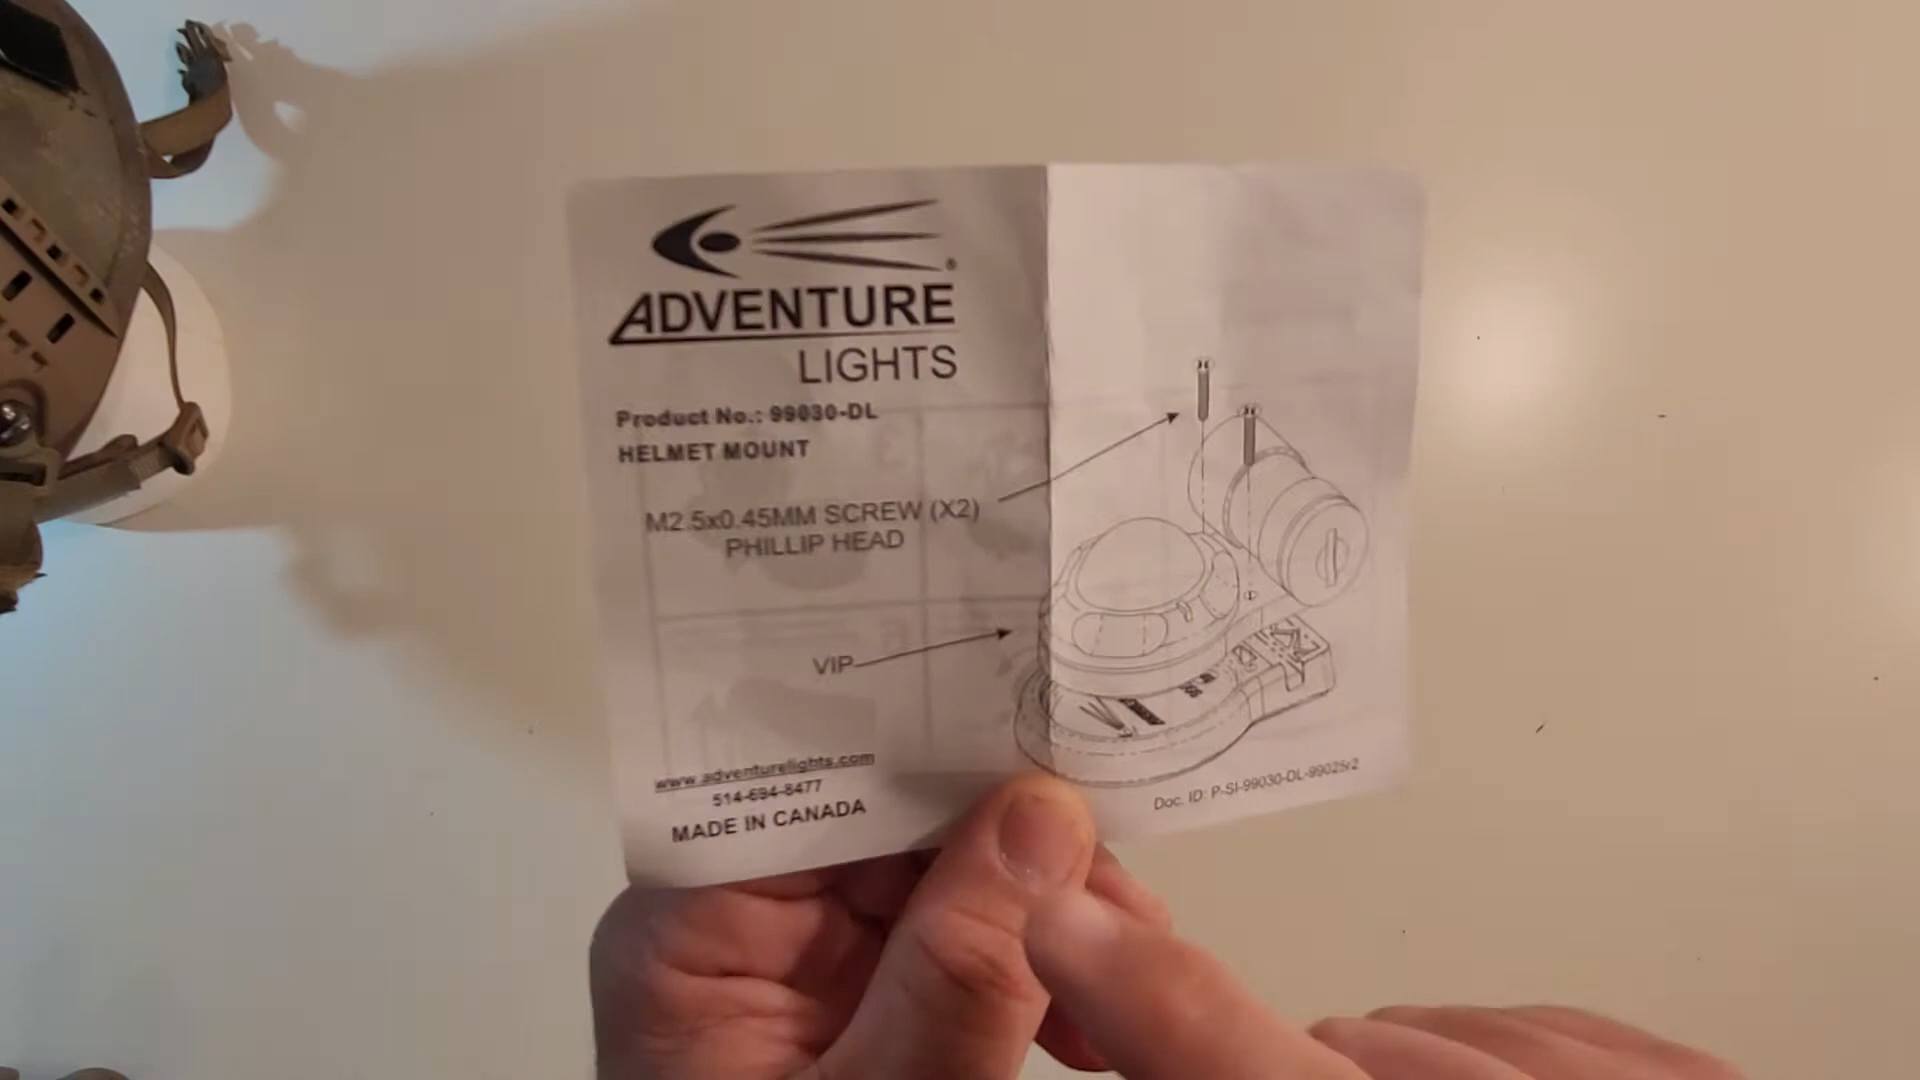 ADVENTURE
LIGHTS
Product No.: 99030-DL
HELMET MOUNT
M2.5x0.45MM SCREW (X2)
PHILLIP HEAD
VIP
www.adventurelights.com
514-694-8477
MADE IN CANADA
Doc. ID: P-SI-99030-DL-99025r2